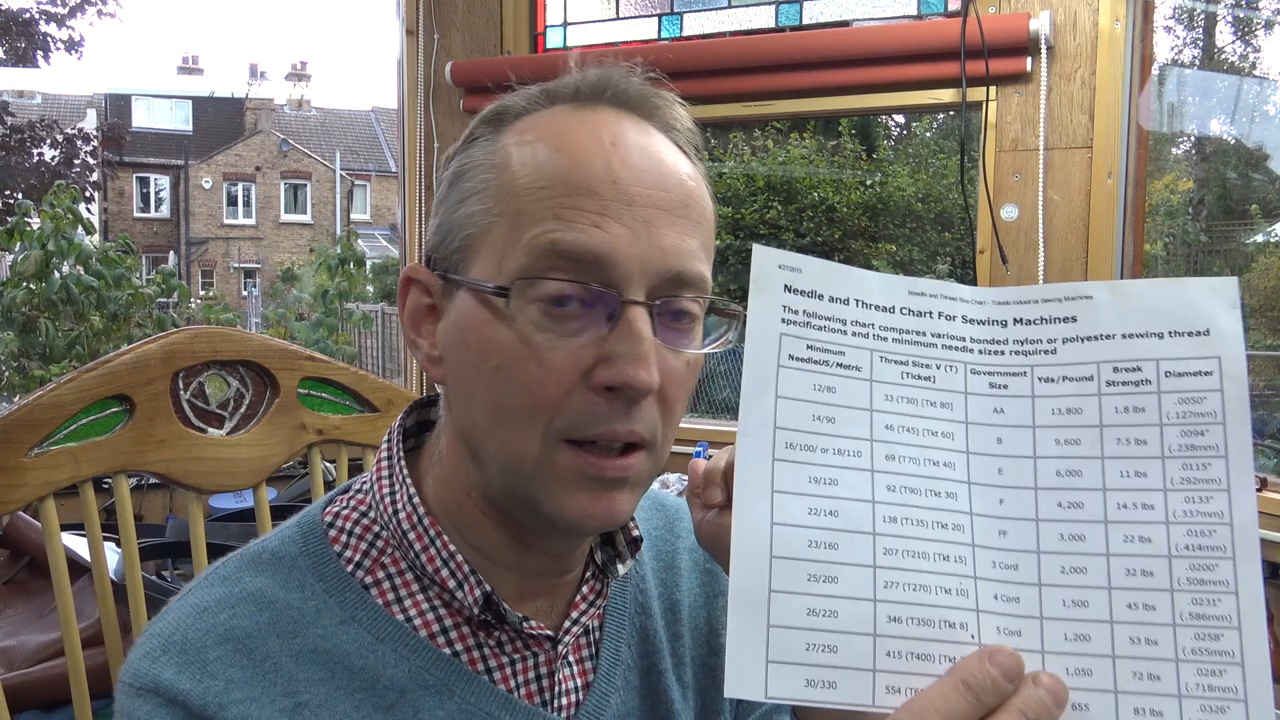 4/27/2015
Needle and Thread Size Chart - Toledo Industrial Sewing Machines
Needle and Thread Chart For Sewing Machines
The following chart compares various bonded nylon or polyester sewing thread
specifications and the minimum needle sizes required
Minimum NeedleUS/Metric Thread Size: V (T) [Ticket] Government Size Yds/Pound Break Strength Diameter
12/80 33 (T30) [Tkt 80] AA 13,800 1.8 lbs .0050" (.127mm)
14/90 46 (T45) [Tkt 60] B 9,600 7.5 lbs .0094" (.238mm)
16/100/ or 18/110 69 (T70) [Tkt 40] E 6,000 11 lbs .0115" (.292mm)
19/120 92 (T90) [Tkt 30] F 4,200 14.5 lbs .0133" (.337mm)
22/140 138 (T135) [Tkt 20] FF 3,000 22 lbs .0163" (.414mm)
23/160 207 (T210) [Tkt 15] 3 Cord 2,000 32 lbs .0200" (.508mm)
25/200 277 (T270) [Tkt 10] 4 Cord 1,500 45 lbs .0231" (.586mm)
26/220 346 (T350) [Tkt 8] 5 Cord 1,200 53 lbs .0258" (.655mm)
27/250 415 (T400) [Tkt 1,050 72 lbs .0283" (.718mm)
30/330 554 655 83 lbs .0326"